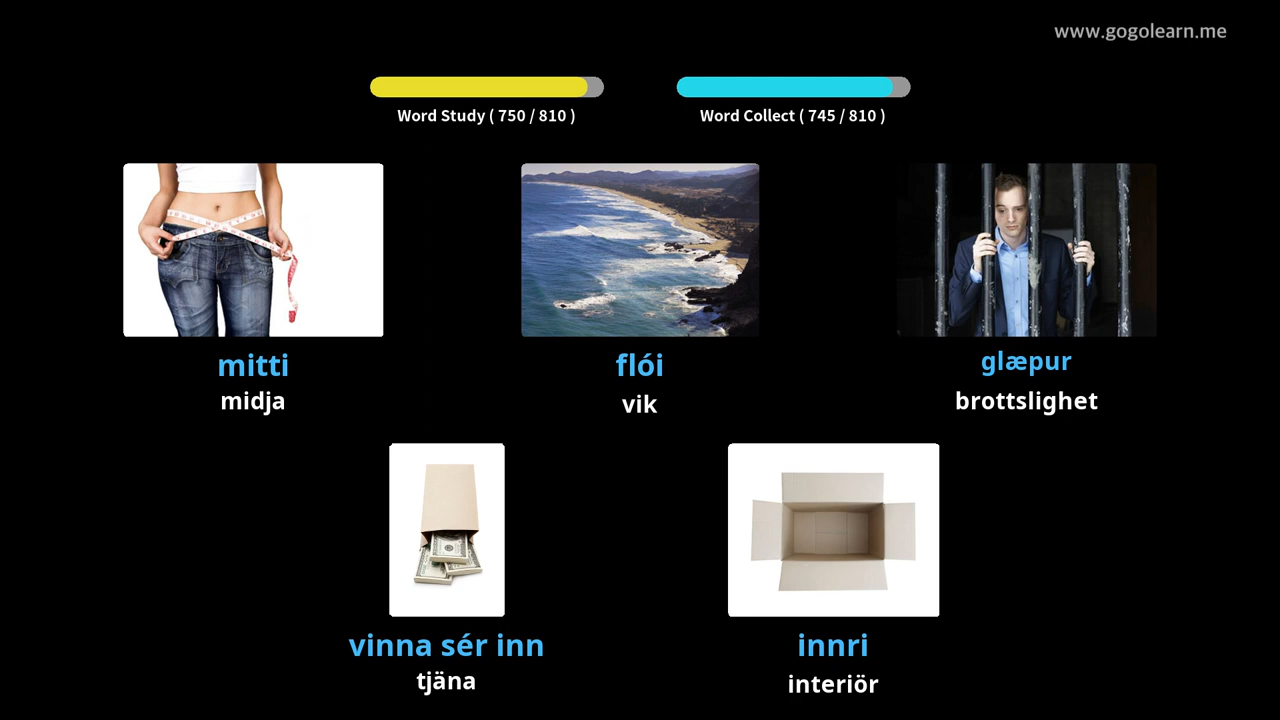 www.gogolearn.me
Word Study ( 750 / 810 )
Word Collect ( 745 / 810 )
mitti
midja
flói
vik
glæpur
brottslighet
vinna sér inn
tjäna
innri
interiör